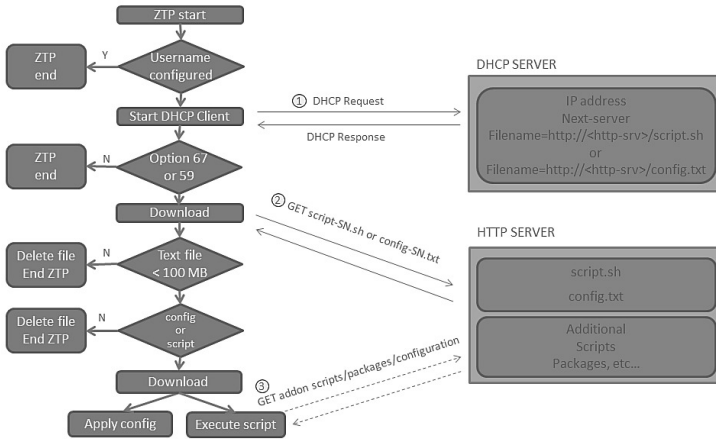 ZTP start
ZTP
end
Y
Username
configured
DHCP SERVER
Start DHCP Client
1 DHCP Request
DHCP Response
IP address
Next-server
Filename=http://<http-srv>/script.sh
or
Filename=http://<http-srv>/config.txt
ZTP
end
N
Option 67
or 59
Download
2 GET script-SN.sh or config-SN.txt
HTTP SERVER
Delete file
End ZTP
N
Text file
< 100 MB
script.sh
config.txt
Delete file
End ZTP
N
config
or
script
Additional
Scripts
Packages, etc...
Download
3 GET addon scripts/packages/configuration
Apply config
Execute script